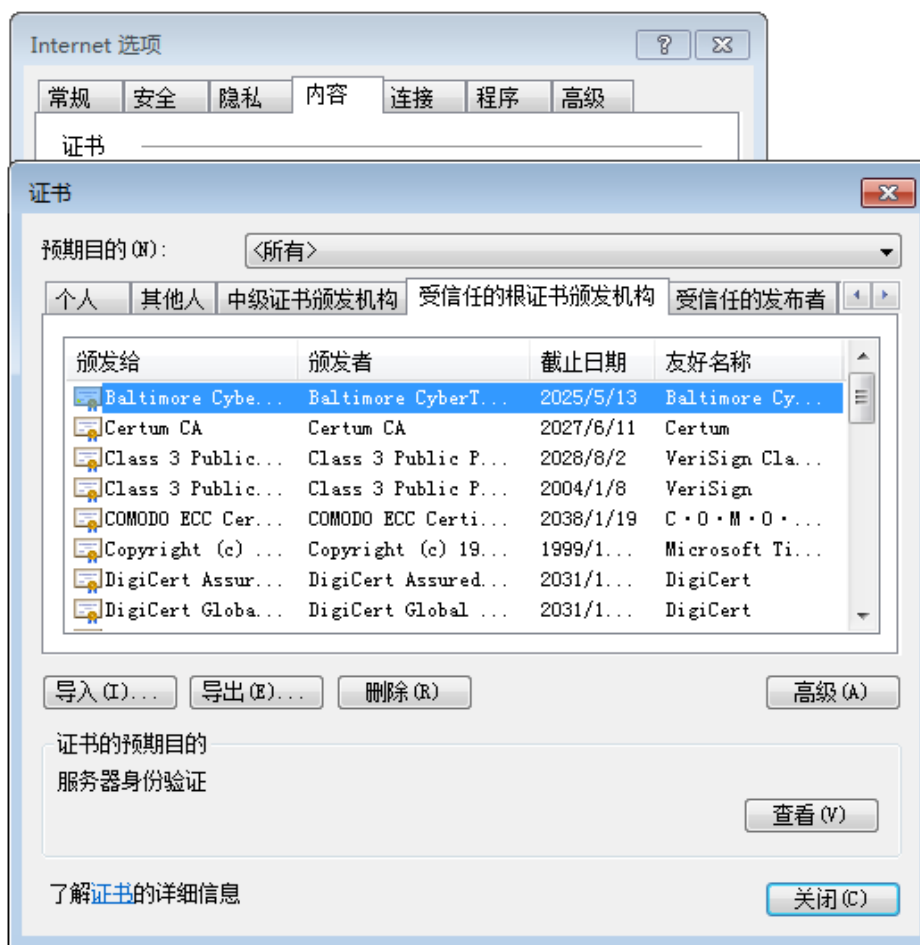 Internet 选项
常规 安全 隐私 内容 连接 程序 高级
证书
证书
预期目的(N): <所有>
个人 其他人 中级证书颁发机构 受信任的根证书颁发机构 受信任的发布者
颁发给 颁发者 截止日期 友好名称
Baltimore Cybe... Baltimore CyberT... 2025/5/13 Baltimore Cy...
Certum CA Certum CA 2027/6/11 Certum
Class 3 Public... Class 3 Public P... 2028/8/2 VeriSign Cla...
Class 3 Public... Class 3 Public P... 2004/1/8 VeriSign
COMODO ECC Cer... COMODO ECC Certi... 2038/1/19 C·O·M·O·...
Copyright (c) ... Copyright (c) 19... 1999/1... Microsoft Ti...
DigiCert Assur... DigiCert Assured... 2031/1... DigiCert
DigiCert Globa... DigiCert Global ... 2031/1... DigiCert
导入(I)... 导出(E)... 删除(R) 高级(A)
证书的预期目的
服务器身份验证
查看(V)
了解证书的详细信息
关闭(C)